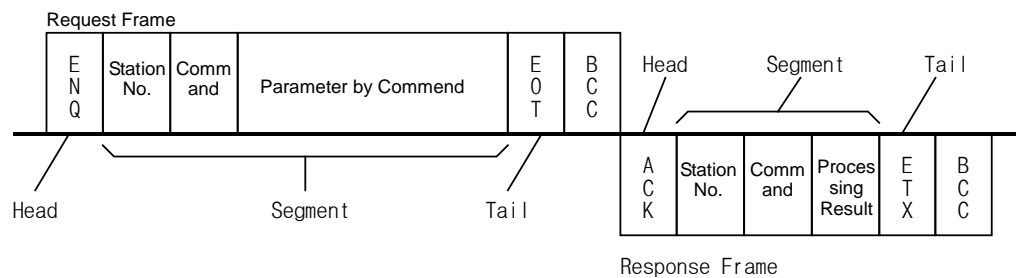 Request Frame
E
N
Q
Station
No.
Comm
and
Parameter by Commend
E
O
T
B
C
C
Head
Segment
Tail
Head
Segment
Tail
A
C
K
Station
No.
Comm
and
Proces
sing
Result
E
T
X
B
C
C
Response Frame